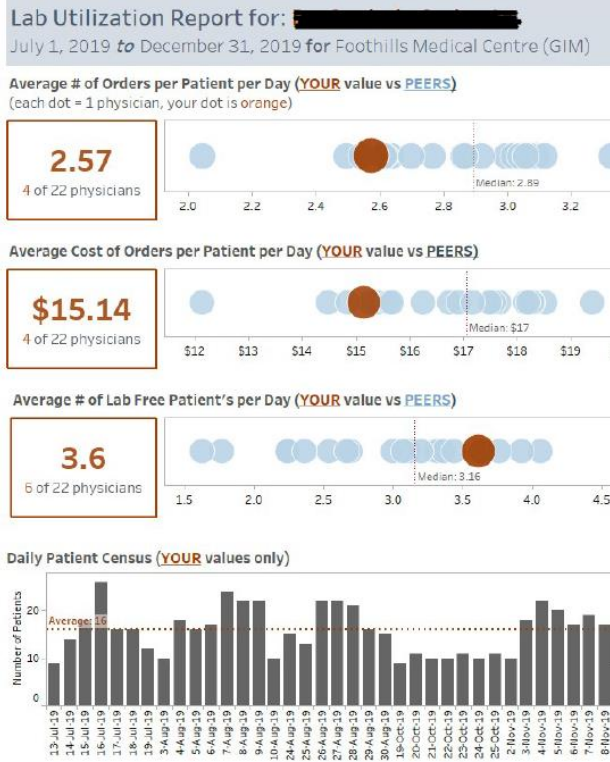 Lab Utilization Report for:
July 1, 2019 to December 31, 2019 for Foothills Medical Centre (GIM)
Average # of Orders per Patient per Day (YOUR value vs PEERS)
(each dot = 1 physician, your dot is orange)
2.57
4 of 22 physicians
Median: 2.89
2.0 2.2 2.4 2.6 2.8 3.0 3.2
Average Cost of Orders per Patient per Day (YOUR value vs PEERS)
$15.14
4 of 22 physicians
Median: $17
$12 $13 $14 $15 $16 $17 $18 $19
Average # of Lab Free Patient's per Day (YOUR value vs PEERS)
3.6
6 of 22 physicians
Median: 3.16
1.5 2.0 2.5 3.0 3.5 4.0 4.5
Daily Patient Census (YOUR values only)
Number of Patients
20
10
0
Average: 16
13-Jul-19
14-Jul-19
15-Jul-19
16-Jul-19
17-Jul-19
18-Jul-19
19-Jul-19
3-Aug-19
4-Aug-19
5-Aug-19
6-Aug-19
7-Aug-19
8-Aug-19
9-Aug-19
10-Aug-19
24-Aug-19
25-Aug-19
26-Aug-19
27-Aug-19
28-Aug-19
29-Aug-19
30-Aug-19
19-Oct-19
20-Oct-19
21-Oct-19
22-Oct-19
23-Oct-19
24-Oct-19
25-Oct-19
2-Nov-19
3-Nov-19
4-Nov-19
5-Nov-19
6-Nov-19
7-Nov-19
8-Nov-19